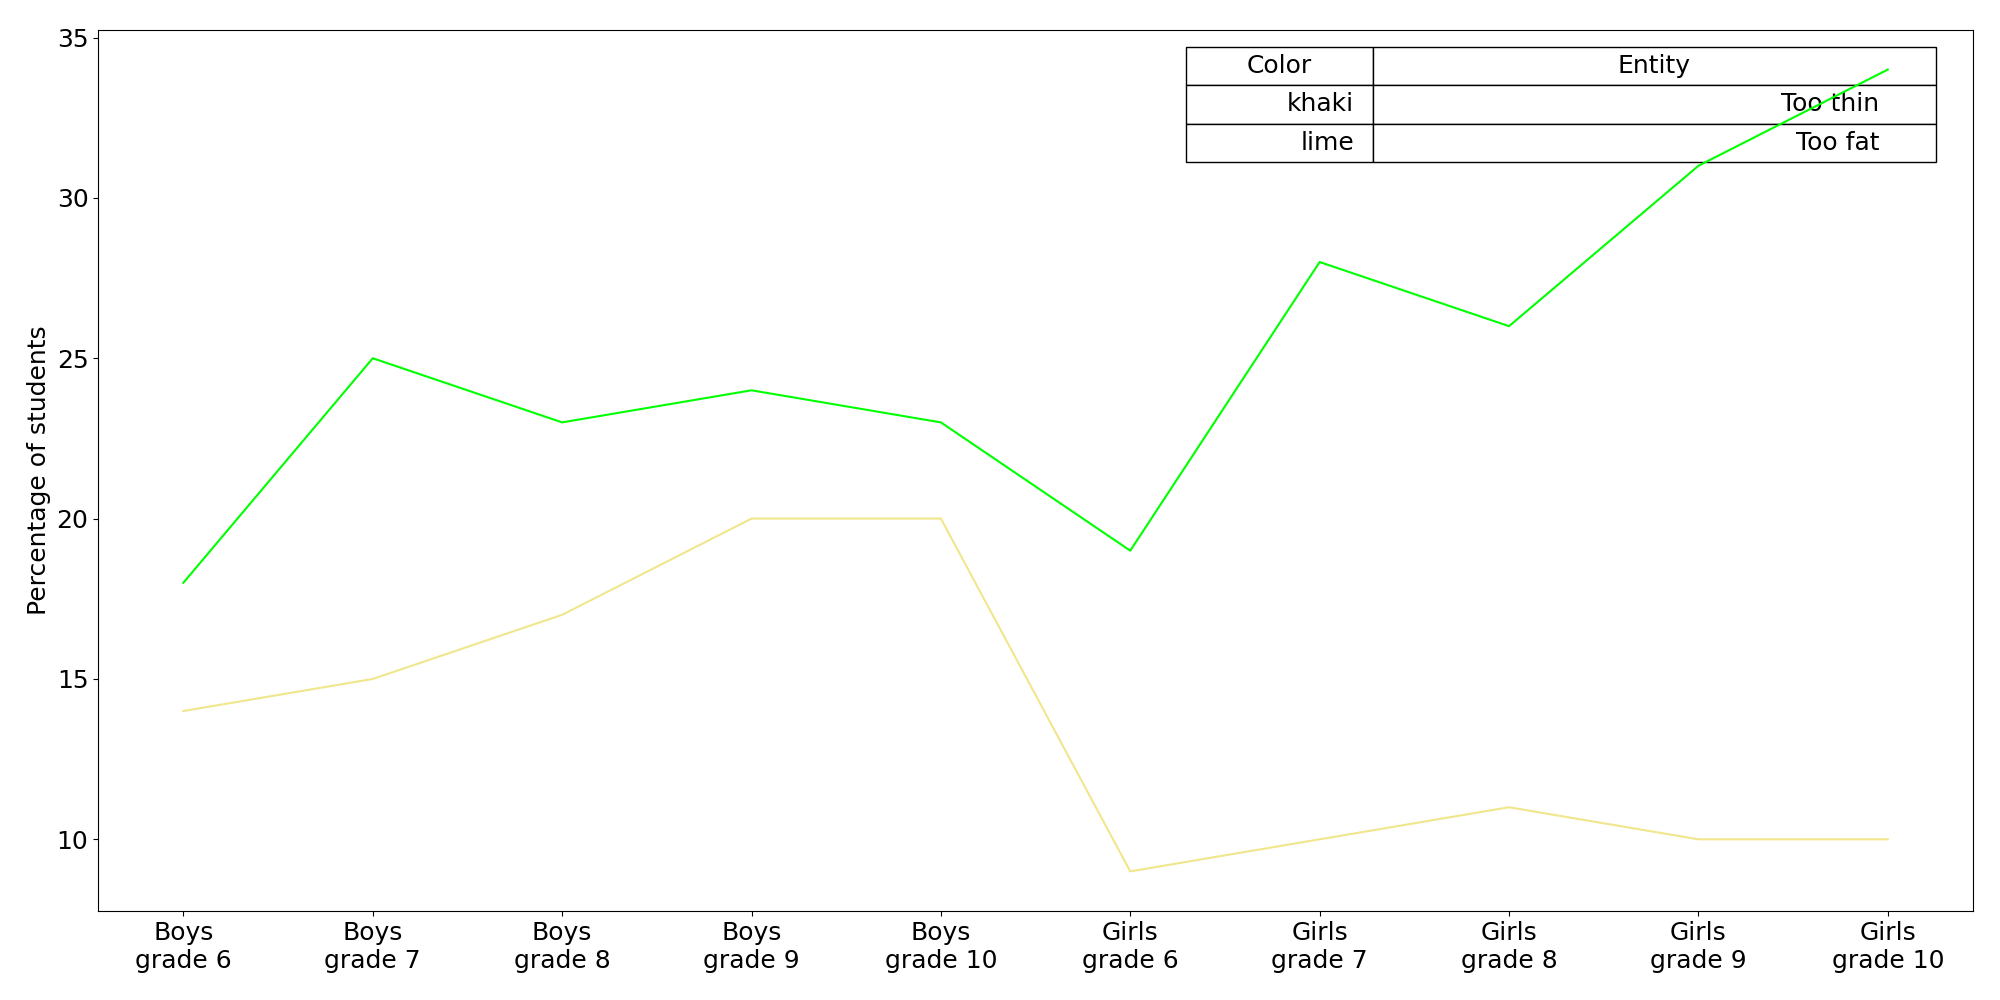 35
30
25
20
15
10
Percentage of students
Color Entity
khaki Too thin
lime Too fat
Boys grade 6
Boys grade 7
Boys grade 8
Boys grade 9
Boys grade 10
Girls grade 6
Girls grade 7
Girls grade 8
Girls grade 9
Girls grade 10